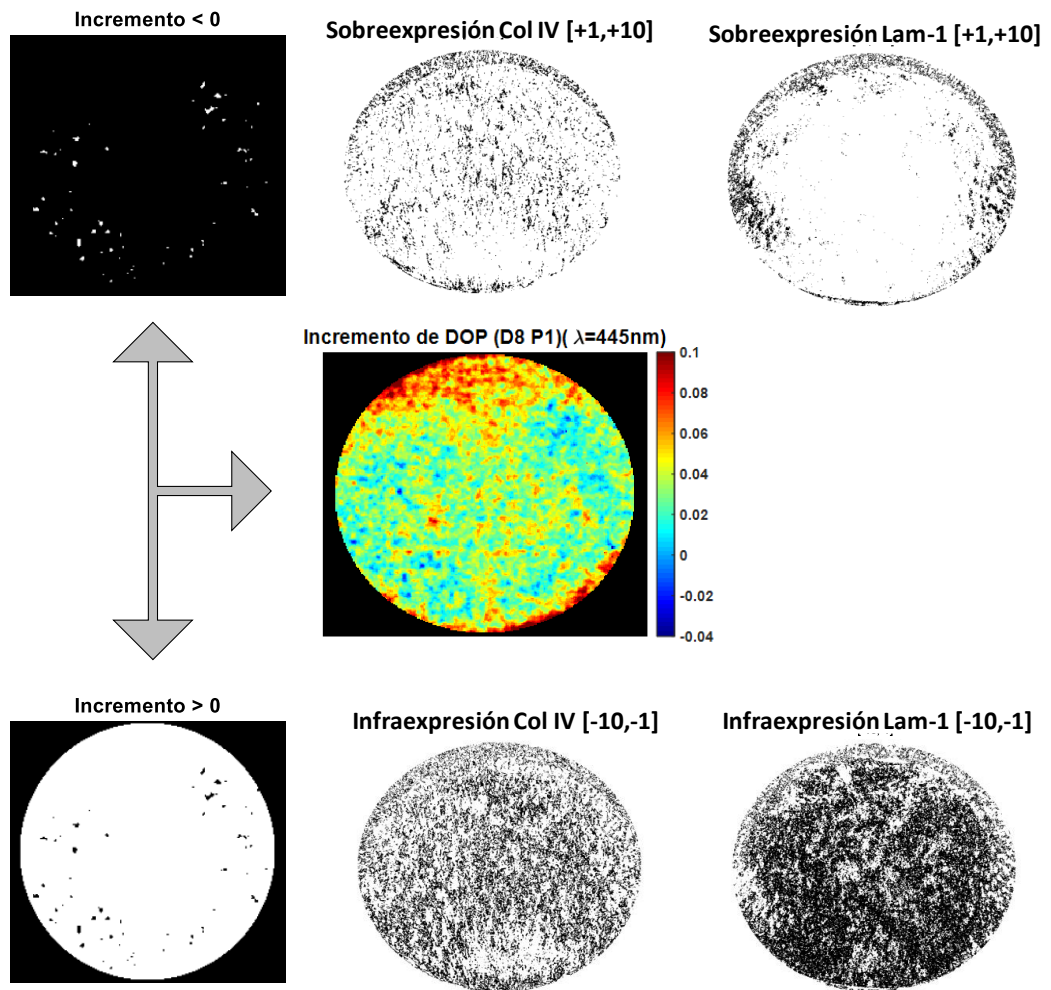 Incremento < 0
Sobreexpresión Col IV [+1,+10]
Sobreexpresión Lam-1 [+1,+10]
Incremento de DOP (D8 P1)( λ=445nm)
0.1
0.08
0.06
0.04
0.02
0
-0.02
-0.04
Incremento > 0
Infraexpresión Col IV [-10,-1]
Infraexpresión Lam-1 [-10,-1]